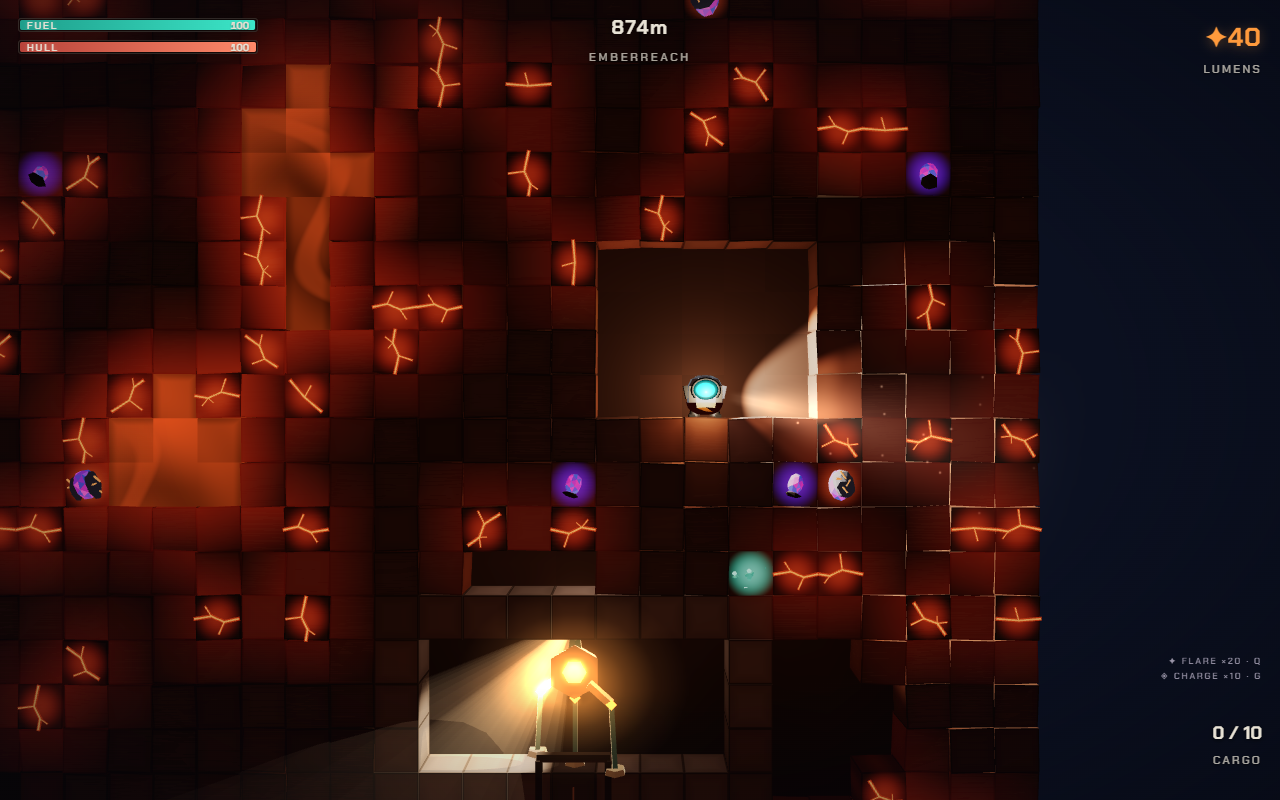 FUEL 100
HULL 100
874m
EMBERREACH
✦40
LUMENS
✦ FLARE ×20 · Q
◈ CHARGE ×10 · G
0 / 10
CARGO